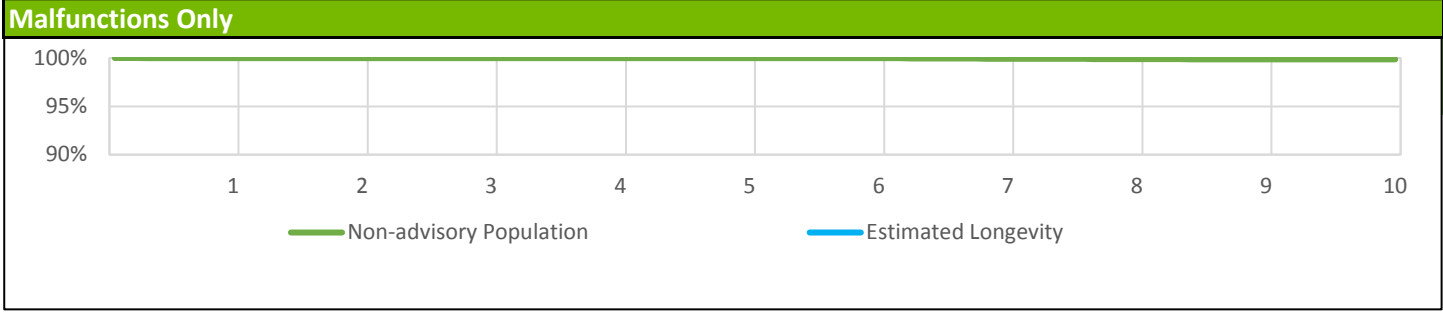 Malfunctions Only
100%
95%
90%
1 2 3 4 5 6 7 8 9 10
Non-advisory Population Estimated Longevity